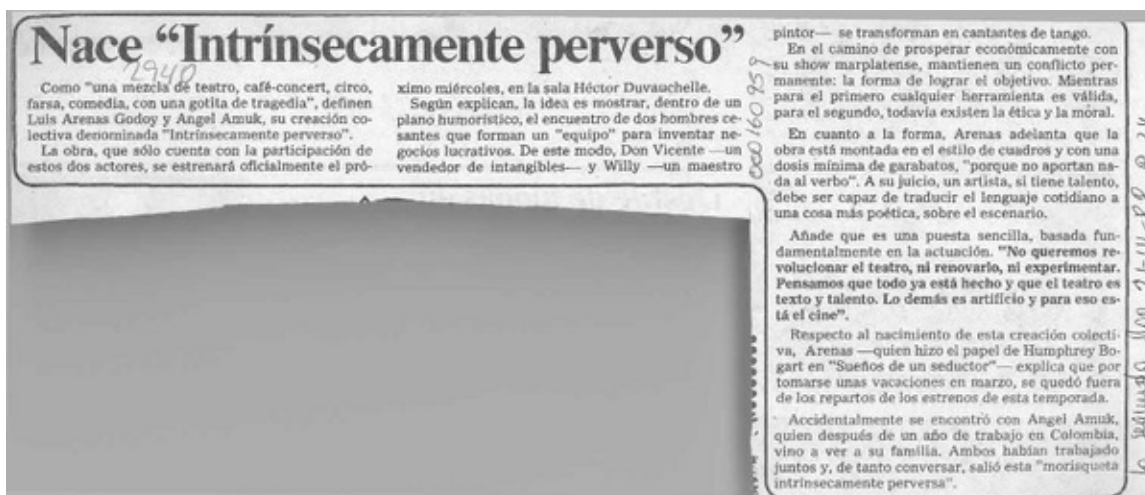 Nace “Intrínsecamente perverso”
2940
Como "una mezcla de teatro, café-concert, circo,
farsa, comedia, con una gotita de tragedia", definen
Luis Arenas Godoy y Angel Amuk, su creación co-
lectiva denominada "Intrínsecamente perverso".
La obra, que sólo cuenta con la participación de
estos dos actores, se estrenará oficialmente el pró-
ximo miércoles, en la sala Héctor Duvauchelle.
Según explican, la idea es mostrar, dentro de un
plano humorístico, el encuentro de dos hombres ce-
santes que forman un "equipo" para inventar ne-
gocios lucrativos. De este modo, Don Vicente —un
vendedor de intangibles— y Willy —un maestro
pintor— se transforman en cantantes de tango.
En el camino de prosperar económicamente con
su show marplatense, mantienen un conflicto per-
manente: la forma de lograr el objetivo. Mientras
para el primero cualquier herramienta es válida,
para el segundo, todavía existen la ética y la moral.
En cuanto a la forma, Arenas adelanta que la
obra está montada en el estilo de cuadros y con una
dosis mínima de garabatos, "porque no aportan na-
da al verbo". A su juicio, un artista, si tiene talento,
debe ser capaz de traducir el lenguaje cotidiano a
una cosa más poética, sobre el escenario.
Añade que es una puesta sencilla, basada fun-
damentalmente en la actuación. "No queremos re-
volucionar el teatro, ni renovarlo, ni experimentar.
Pensamos que todo ya está hecho y que el teatro es
texto y talento. Lo demás es artificio y para eso es-
tá el cine".
Respecto al nacimiento de esta creación colecti-
va, Arenas —quien hizo el papel de Humphrey Bo-
gart en "Sueños de un seductor"— explica que por
tomarse unas vacaciones en marzo, se quedó fuera
de los repartos de los estrenos de esta temporada.
Accidentalmente se encontró con Angel Amuk,
quien después de un año de trabajo en Colombia,
vino a ver a su familia. Ambos habían trabajado
juntos y, de tanto conversar, salió esta "morisqueta
intrínsecamente perversa".
000160959